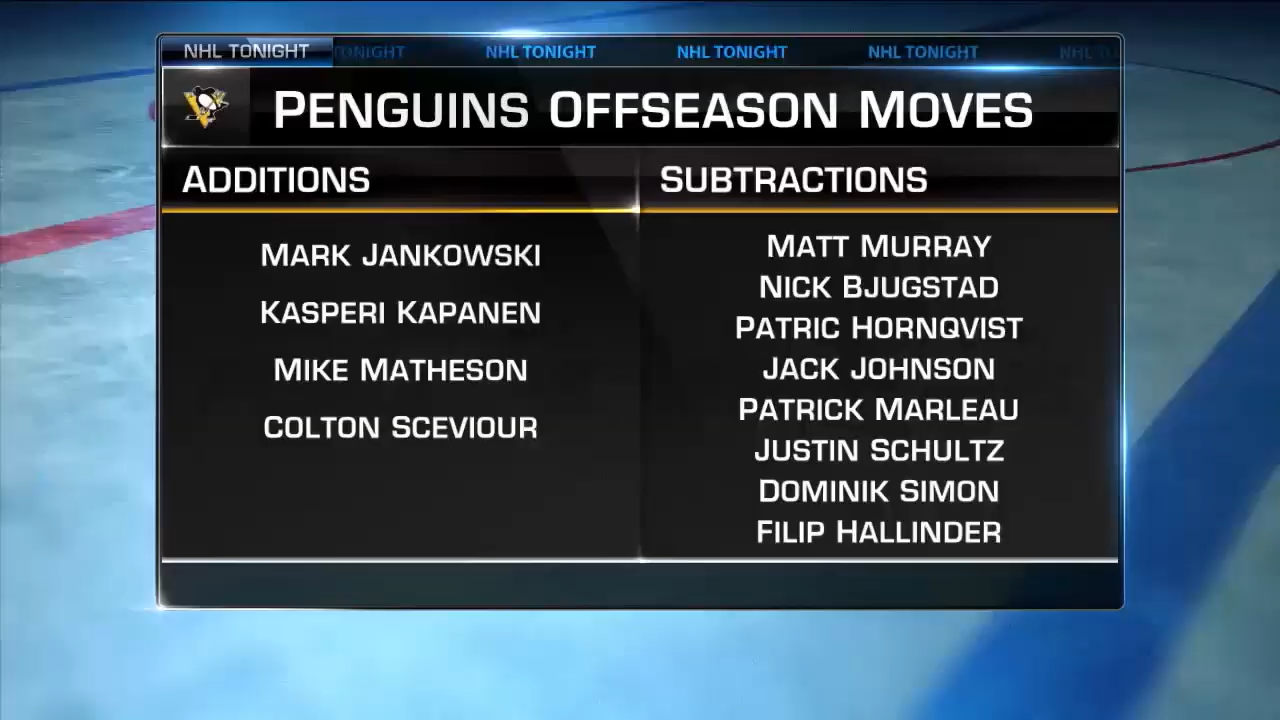 NHL TONIGHT
TONIGHT
NHL TONIGHT
NHL TONIGHT
NHL TONIGHT
PENGUINS OFFSEASON MOVES
ADDITIONS
MARK JANKOWSKI
KASPERI KAPANEN
MIKE MATHESON
COLTON SCEVIOUR
SUBTRACTIONS
MATT MURRAY
NICK BJUGSTAD
PATRIC HORNQVIST
JACK JOHNSON
PATRICK MARLEAU
JUSTIN SCHULTZ
DOMINIK SIMON
FILIP HALLINDER